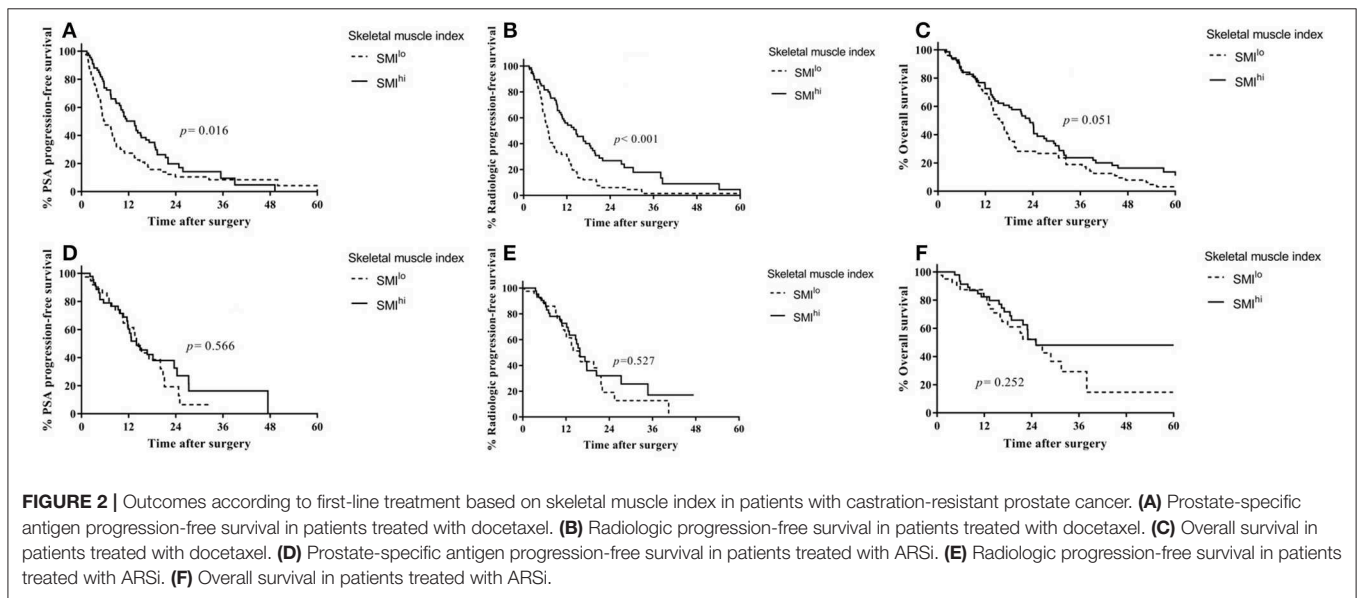 A
% PSA progression-free survival
100
80
60
40
20
0
0 12 24 36 48 60
Time after surgery
Skeletal muscle index
SMI^lo
SMI^hi
p= 0.016
B
% Radiologic progression-free survival
100
80
60
40
20
0
0 12 24 36 48 60
Time after surgery
Skeletal muscle index
SMI^lo
SMI^hi
p< 0.001
C
% Overall survival
100
80
60
40
20
0
0 12 24 36 48 60
Time after surgery
Skeletal muscle index
SMI^lo
SMI^hi
p= 0.051
D
% PSA progression-free survival
100
80
60
40
20
0
0 12 24 36 48 60
Time after surgery
Skeletal muscle index
SMI^lo
SMI^hi
p= 0.566
E
% Radiologic progression-free survival
100
80
60
40
20
0
0 12 24 36 48 60
Time after surgery
Skeletal muscle index
SMI^lo
SMI^hi
p=0.527
F
% Overall survival
100
80
60
40
20
0
0 12 24 36 48 60
Time after surgery
Skeletal muscle index
SMI^lo
SMI^hi
p= 0.252
FIGURE 2 | Outcomes according to first-line treatment based on skeletal muscle index in patients with castration-resistant prostate cancer. (A) Prostate-specific
antigen progression-free survival in patients treated with docetaxel. (B) Radiologic progression-free survival in patients treated with docetaxel. (C) Overall survival in
patients treated with docetaxel. (D) Prostate-specific antigen progression-free survival in patients treated with ARSi. (E) Radiologic progression-free survival in patients
treated with ARSi. (F) Overall survival in patients treated with ARSi.